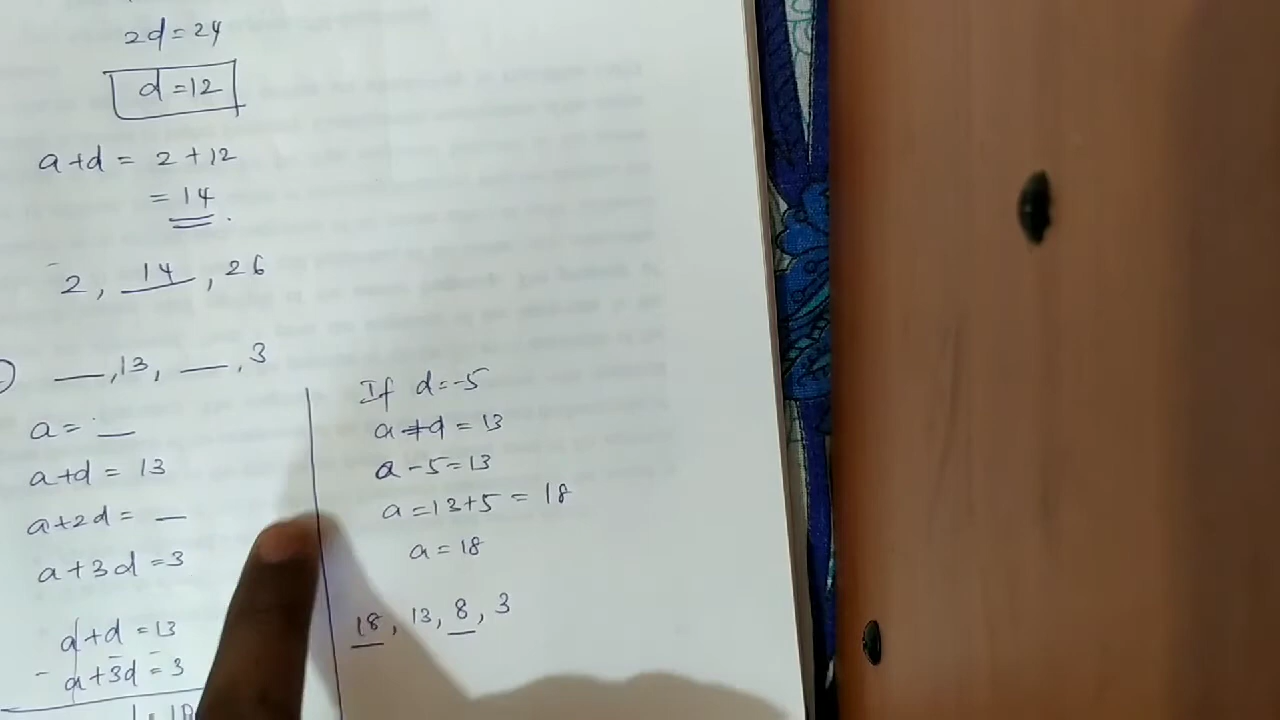 2d = 24
d = 12
a + d = 2 + 12
= 14
2, 14, 26
__, 13, __, 3
a = __
a + d = 13
a + 2d = __
a + 3d = 3
a + d = 13
- a + 3d = 3
If d = -5
a + d = 13
a - 5 = 13
a = 13 + 5 = 18
a = 18
18, 13, 8, 3